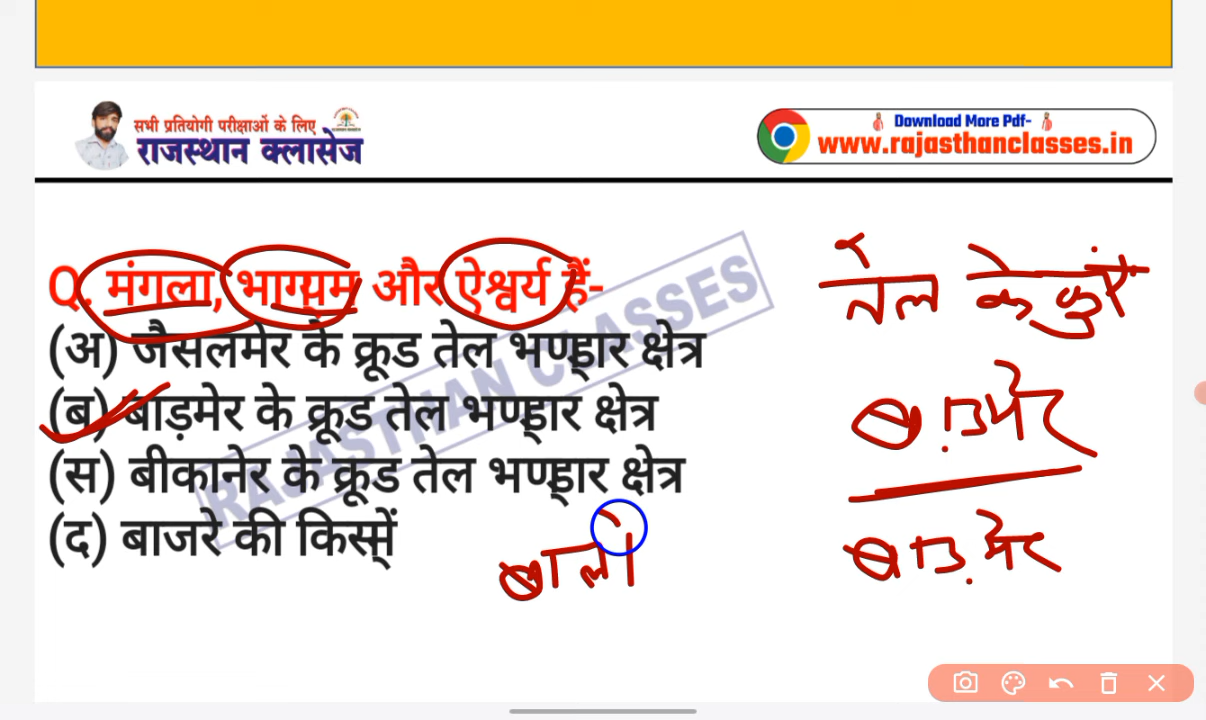 सभी प्रतियोगी परीक्षाओं के लिए
राजस्थान क्लासेज
Download More Pdf-
www.rajasthanclasses.in
Q. मंगला, भाग्यम और ऐश्वर्य हैं-
(अ) जैसलमेर के क्रूड तेल भण्डार क्षेत्र
(ब) बाड़मेर के क्रूड तेल भण्डार क्षेत्र
(स) बीकानेर के क्रूड तेल भण्डार क्षेत्र
(द) बाजरे की किस्में
RAJASTHAN CLASSES
तेल के कुएं
बाड़मेर
बाड़मेर